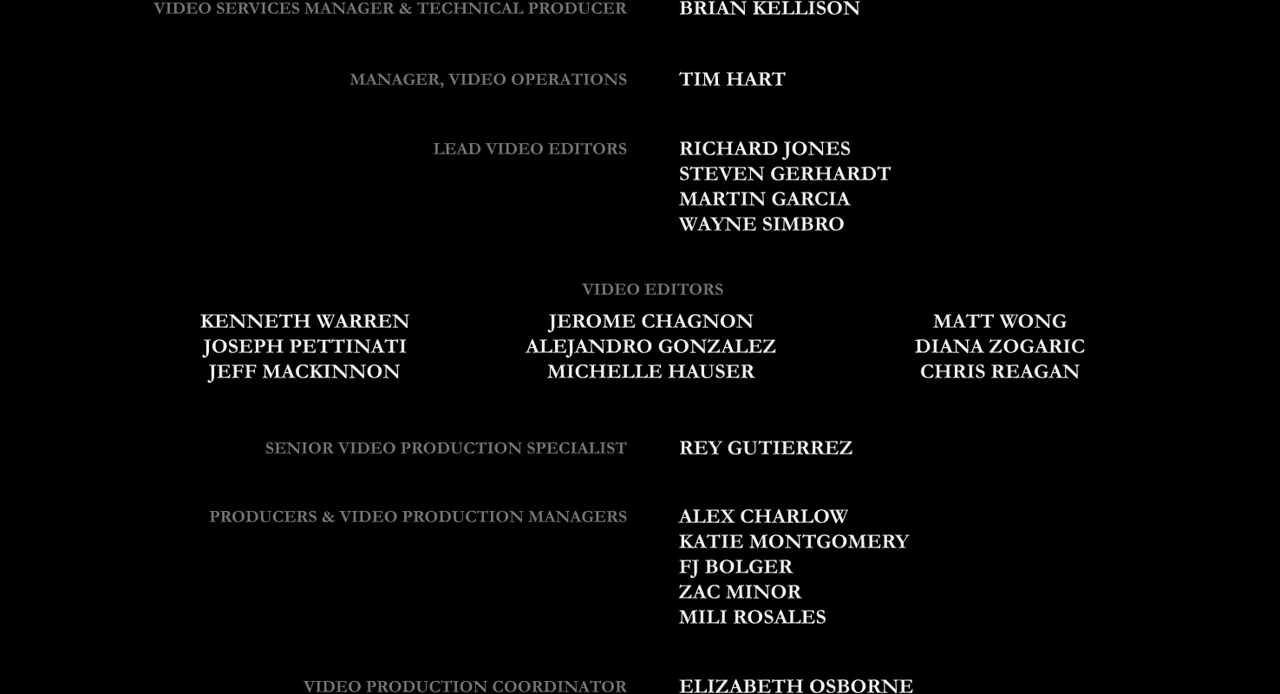 VIDEO SERVICES MANAGER & TECHNICAL PRODUCER BRIAN KELLISON
MANAGER, VIDEO OPERATIONS TIM HART
LEAD VIDEO EDITORS RICHARD JONES
STEVEN GERHARDT
MARTIN GARCIA
WAYNE SIMBRO
VIDEO EDITORS
KENNETH WARREN JEROME CHAGNON MATT WONG
JOSEPH PETTINATI ALEJANDRO GONZALEZ DIANA ZOGARIC
JEFF MACKINNON MICHELLE HAUSER CHRIS REAGAN
SENIOR VIDEO PRODUCTION SPECIALIST REY GUTIERREZ
PRODUCERS & VIDEO PRODUCTION MANAGERS ALEX CHARLOW
KATIE MONTGOMERY
FJ BOLGER
ZAC MINOR
MILI ROSALES
VIDEO PRODUCTION COORDINATOR ELIZABETH OSBORNE